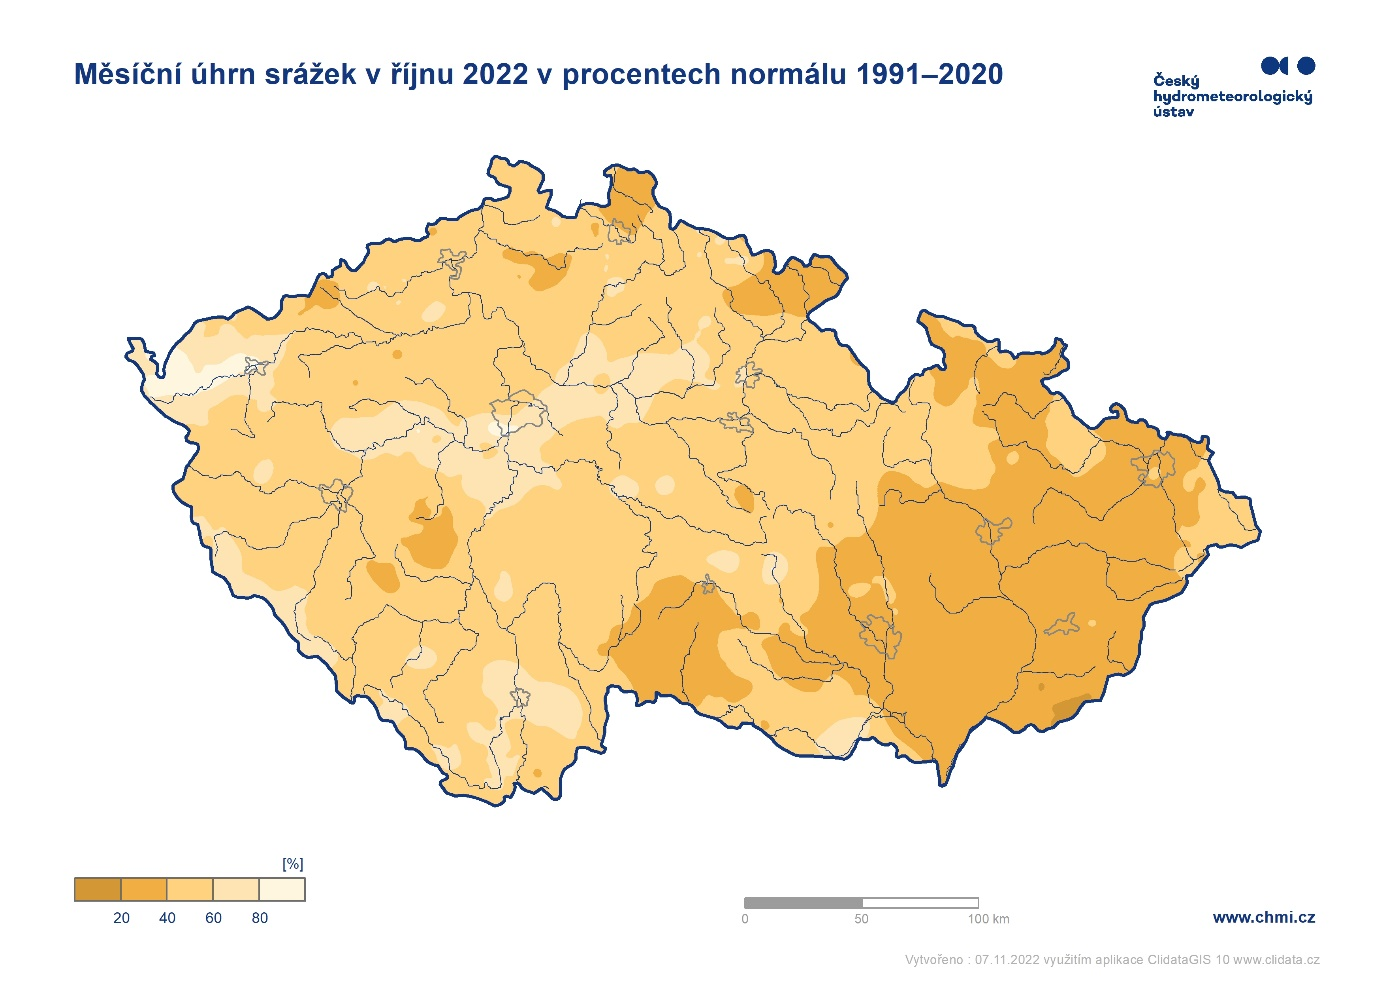 Měsíční úhrn srážek v říjnu 2022 v procentech normálu 1991–2020
Český
hydrometeorologický
ústav
[%]
20 40 60 80
0 50 100 km
www.chmi.cz
Vytvořeno : 07.11.2022 využitím aplikace ClidataGIS 10 www.clidata.cz